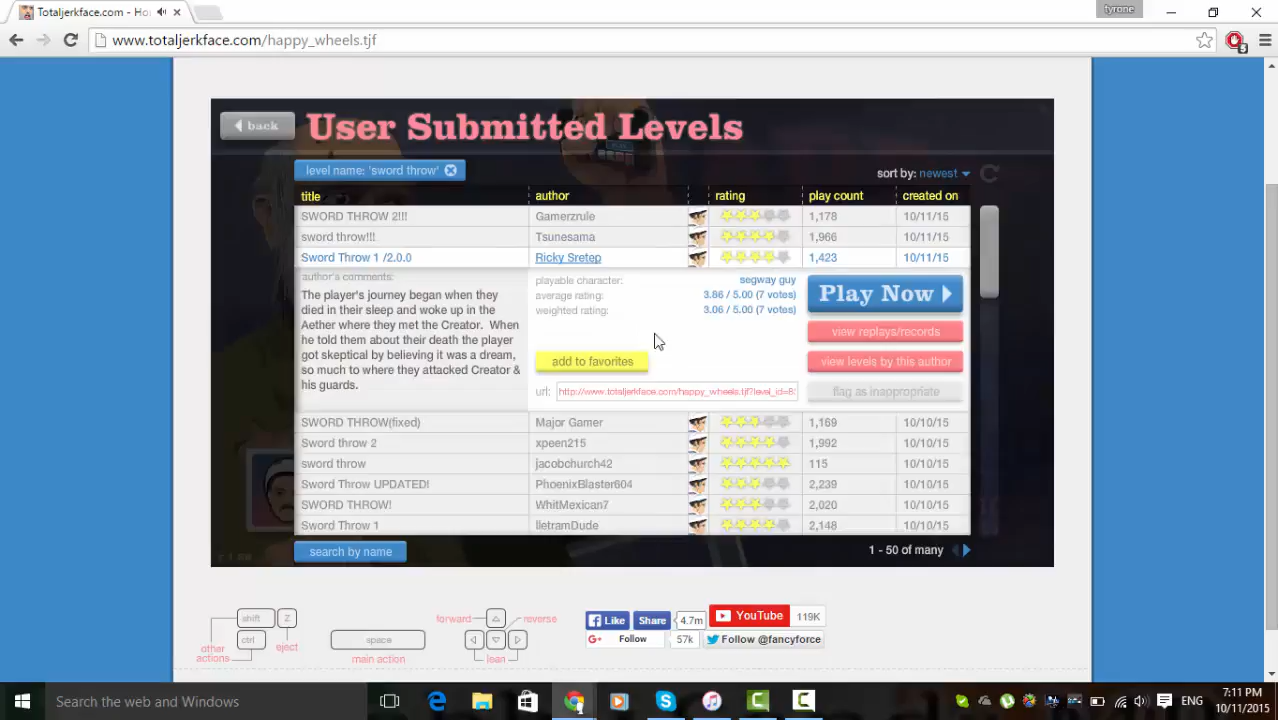 Totaljerkface.com - Ho
tyrone
www.totaljerkface.com/happy_wheels.tjf
back
User Submitted Levels
level name: 'sword throw'
sort by: newest
title author rating play count created on
SWORD THROW 2!!! Gamerzrule 1,178 10/11/15
sword throw!!! Tsunesama 1,966 10/11/15
Sword Throw 1 /2.0.0 Ricky Sretep 1,423 10/11/15
author's comments:
The player's journey began when they
died in their sleep and woke up in the
Aether where they met the Creator. When
he told them about their death the player
got skeptical by believing it was a dream,
so much to where they attacked Creator &
his guards.
playable character: segway guy
average rating: 3.86 / 5.00 (7 votes)
weighted rating: 3.06 / 5.00 (7 votes)
add to favorites
url: http://www.totaljerkface.com/happy_wheels.tjf?level_id=8
Play Now
view replays/records
view levels by this author
flag as inappropriate
SWORD THROW(fixed) Major Gamer 1,169 10/10/15
Sword throw 2 xpeen215 1,992 10/10/15
sword throw jacobchurch42 115 10/10/15
Sword Throw UPDATED! PhoenixBlaster604 2,239 10/10/15
SWORD THROW! WhitMexican7 2,020 10/10/15
Sword Throw 1 lletramDude 2,148 10/10/15
search by name
1 - 50 of many
shift Z
ctrl
other
actions
eject
space
main action
forward
reverse
lean
Like Share 4.7m
YouTube 119K
Follow 57k
Follow @fancyforce
Search the web and Windows
ENG
7:11 PM
10/11/2015